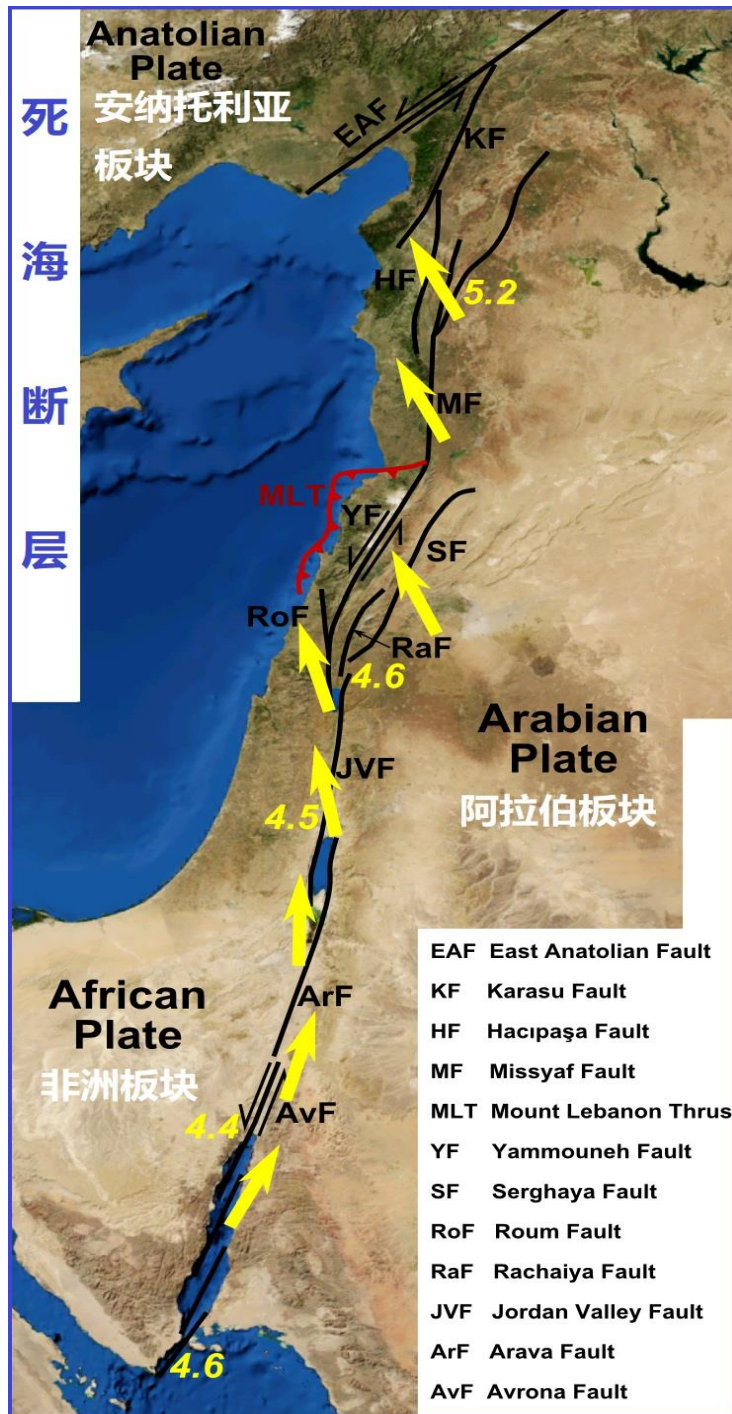 死
海
断
层
Anatolian
Plate
安纳托利亚
板块
EAF
KF
HF
5.2
MF
MLT
YF
SF
RoF
RaF
4.6
Arabian
Plate
阿拉伯板块
JVF
4.5
African
Plate
非洲板块
ArF
4.4
AvF
4.6
EAF East Anatolian Fault
KF Karasu Fault
HF Hacıpaşa Fault
MF Missyaf Fault
MLT Mount Lebanon Thrus
YF Yammouneh Fault
SF Serghaya Fault
RoF Roum Fault
RaF Rachaiya Fault
JVF Jordan Valley Fault
ArF Arava Fault
AvF Avrona Fault